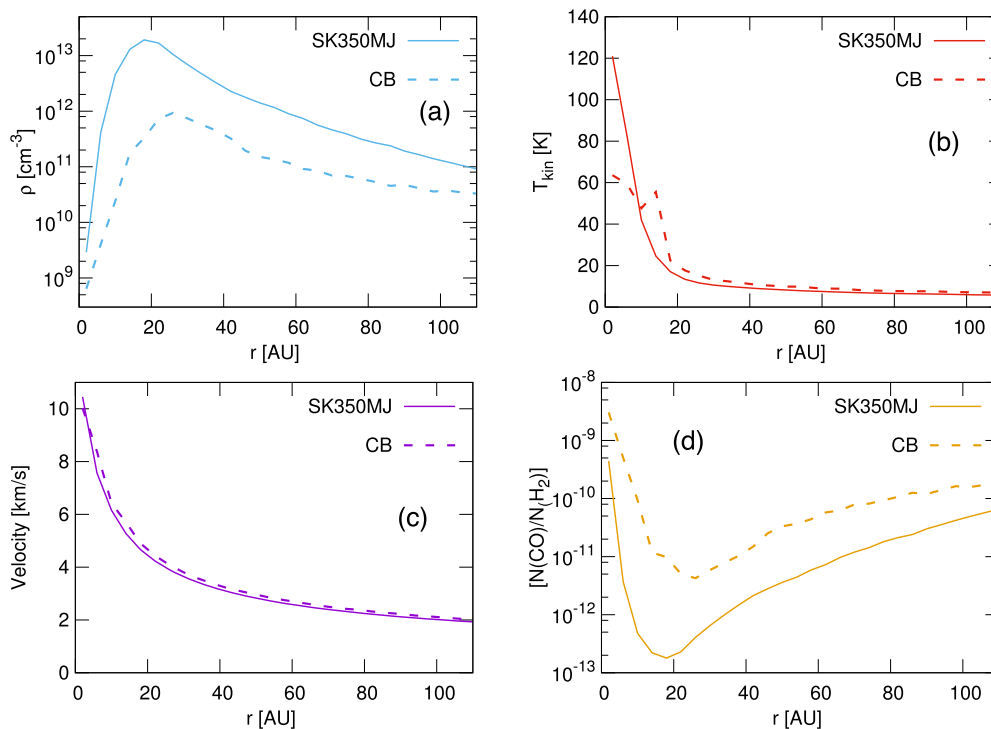 SK350MJ
CB
(a)
ρ [cm⁻³]
10¹³
10¹²
10¹¹
10¹⁰
10⁹
0 20 40 60 80 100
r [AU]
SK350MJ
CB
(b)
T_kin [K]
140
120
100
80
60
40
20
0
0 20 40 60 80 100
r [AU]
SK350MJ
CB
(c)
Velocity [km/s]
10
8
6
4
2
0
0 20 40 60 80 100
r [AU]
SK350MJ
CB
(d)
[N(CO)/N(H₂)]
10⁻⁸
10⁻⁹
10⁻¹⁰
10⁻¹¹
10⁻¹²
10⁻¹³
0 20 40 60 80 100
r [AU]